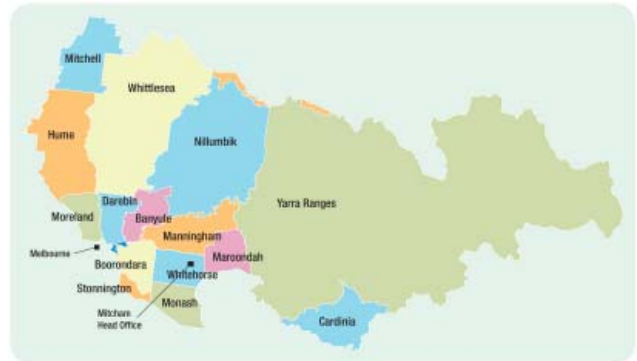 Mitchell
Whittlesea
Hume
Nillumbik
Darebin
Yarra Ranges
Moreland
Banyule
Manningham
Melbourne
Maroondah
Boorondara
Whitehorse
Stonnington
Monash
Mitcham
Head Office
Cardinia